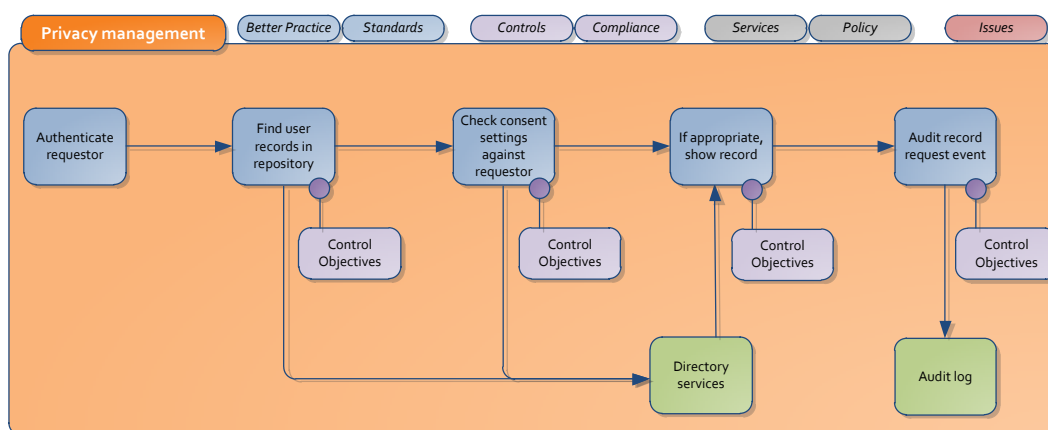 Privacy management
Better Practice
Standards
Controls
Compliance
Services
Policy
Issues
Authenticate
requestor
Find user
records in
repository
Check consent
settings
against
requestor
If appropriate,
show record
Audit record
request event
Control
Objectives
Control
Objectives
Control
Objectives
Control
Objectives
Directory
services
Audit log